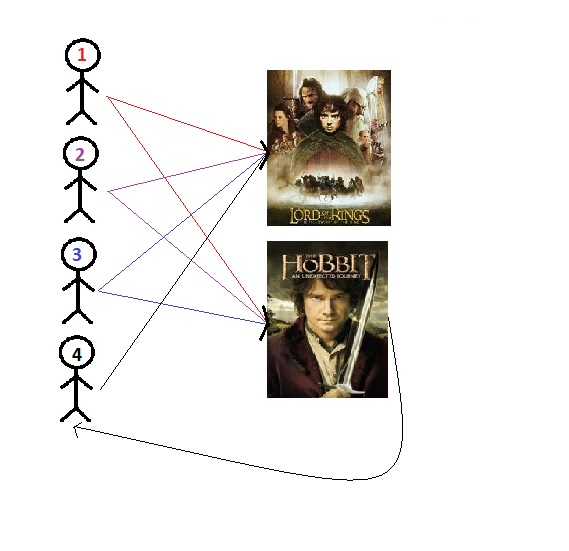 1
2
3
4
LORD OF THE RINGS
THE
HOBBIT
AN UNEXPECTED JOURNEY